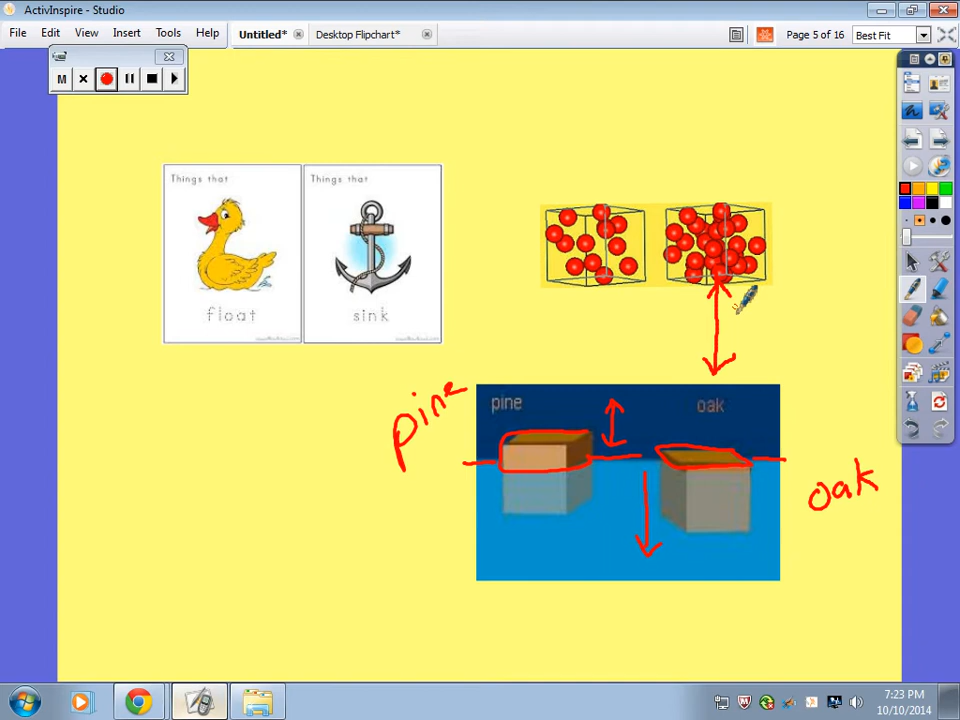 ActivInspire - Studio
File Edit View Insert Tools Help
Untitled* Desktop Flipchart*
Page 5 of 16 Best Fit
M
Things that
float
Things that
sink
pine
pine
oak
oak
7:23 PM
10/10/2014